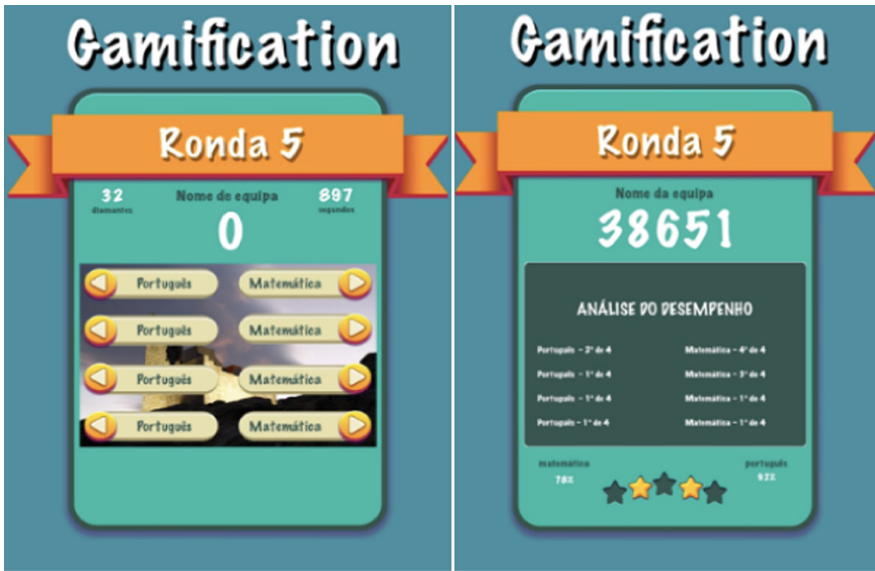 Gamification
Ronda 5
32 Nome de equipa 897
diamantes segundos
0
Português Matemática
Português Matemática
Português Matemática
Português Matemática
Gamification
Ronda 5
Nome da equipa
38651
ANÁLISE DO DESEMPENHO
Português - 2º de 4 Matemática - 4º de 4
Português - 1º de 4 Matemática - 3º de 4
Português - 1º de 4 Matemática - 1º de 4
Português - 1º de 4 Matemática - 1º de 4
matemática português
78% 92%